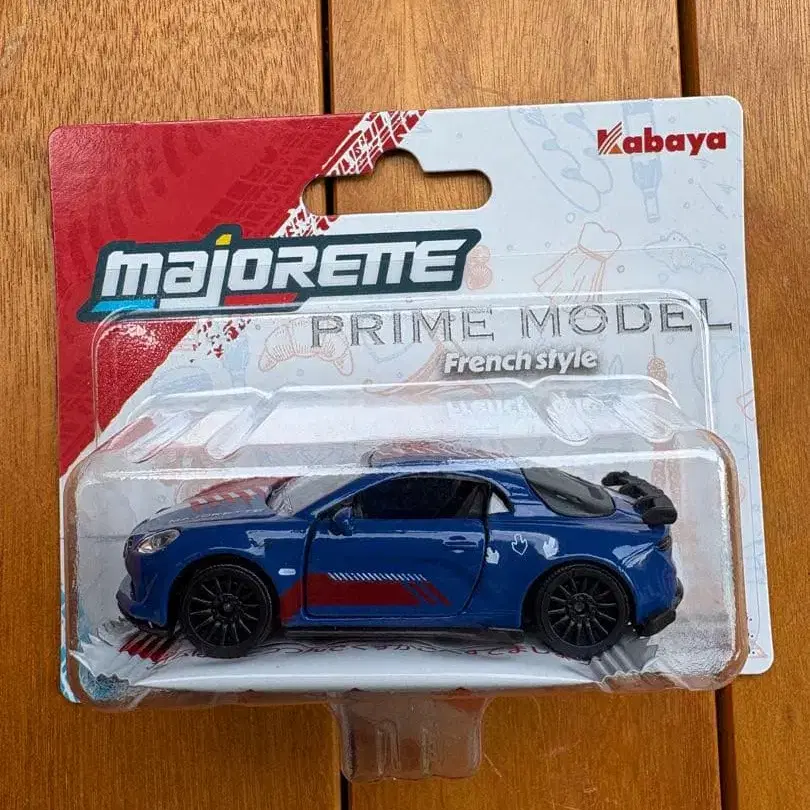 Kabaya
majorette
PRIME MODEL
French style